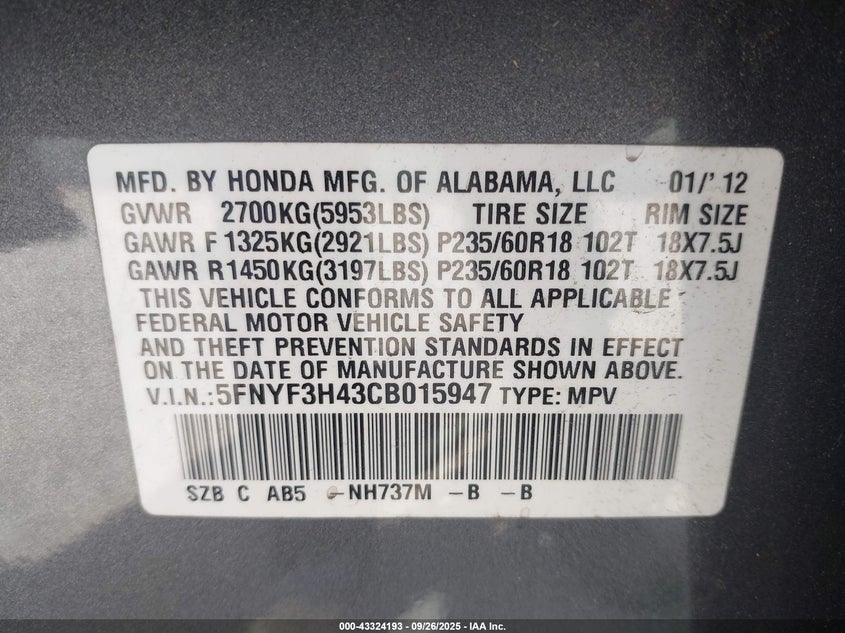 MFD. BY HONDA MFG. OF ALABAMA, LLC 01/'12
GVWR 2700KG(5953LBS) TIRE SIZE RIM SIZE
GAWR F 1325KG(2921LBS) P235/60R18 102T 18X7.5J
GAWR R 1450KG(3197LBS) P235/60R18 102T 18X7.5J
THIS VEHICLE CONFORMS TO ALL APPLICABLE
FEDERAL MOTOR VEHICLE SAFETY
AND THEFT PREVENTION STANDARDS IN EFFECT
ON THE DATE OF MANUFACTURE SHOWN ABOVE.
V.I.N.:5FNYF3H43CB015947 TYPE: MPV
SZB C AB5 -NH737M -B -B
000-43324193 - 09/26/2025 - IAA Inc.